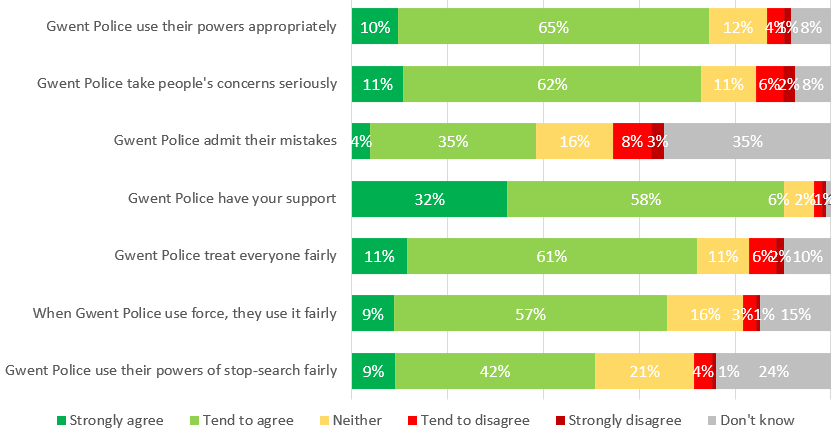 Gwent Police use their powers appropriately 10% 65% 12% 4% 1% 8%
Gwent Police take people's concerns seriously 11% 62% 11% 6% 2% 8%
Gwent Police admit their mistakes 4% 35% 16% 8% 3% 35%
Gwent Police have your support 32% 58% 6% 2% 1%
Gwent Police treat everyone fairly 11% 61% 11% 6% 2% 10%
When Gwent Police use force, they use it fairly 9% 57% 16% 3% 1% 15%
Gwent Police use their powers of stop-search fairly 9% 42% 21% 4% 1% 24%
Strongly agree Tend to agree Neither Tend to disagree Strongly disagree Don't know